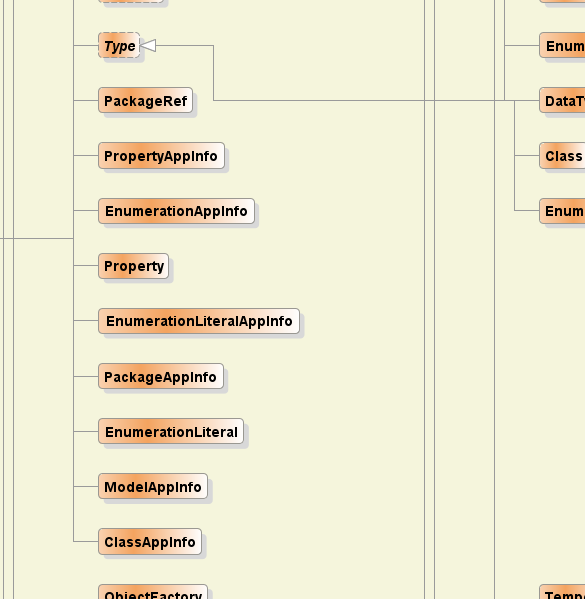 Type
PackageRef
PropertyAppInfo
EnumerationAppInfo
Property
EnumerationLiteralAppInfo
PackageAppInfo
EnumerationLiteral
ModelAppInfo
ClassAppInfo
ObjectFactory
Enum
DataT
Class
Enum
Temp